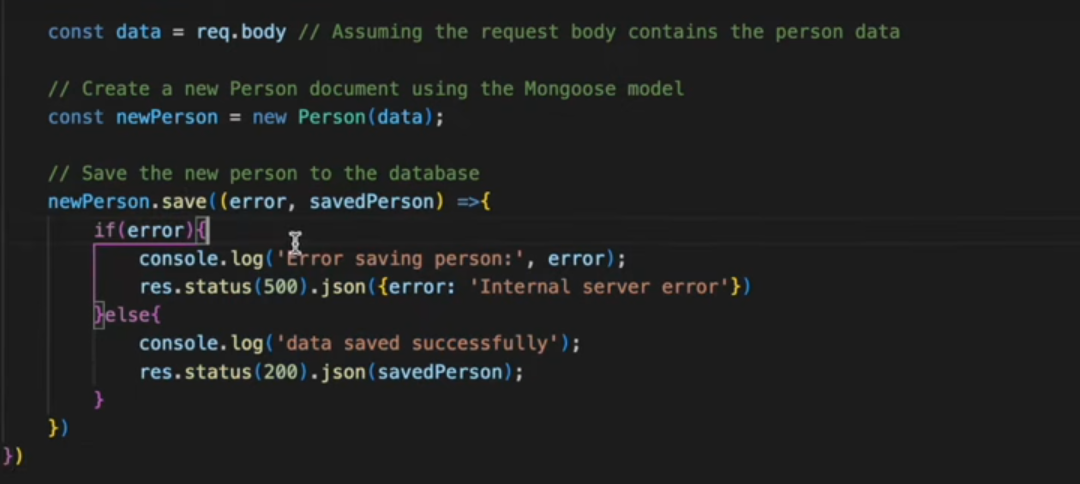 const data = req.body // Assuming the request body contains the person data
// Create a new Person document using the Mongoose model
const newPerson = new Person(data);
// Save the new person to the database
newPerson.save((error, savedPerson) =>{
if(error){
console.log('Error saving person:', error);
res.status(500).json({error: 'Internal server error'})
}else{
console.log('data saved successfully');
res.status(200).json(savedPerson);
}
})
})